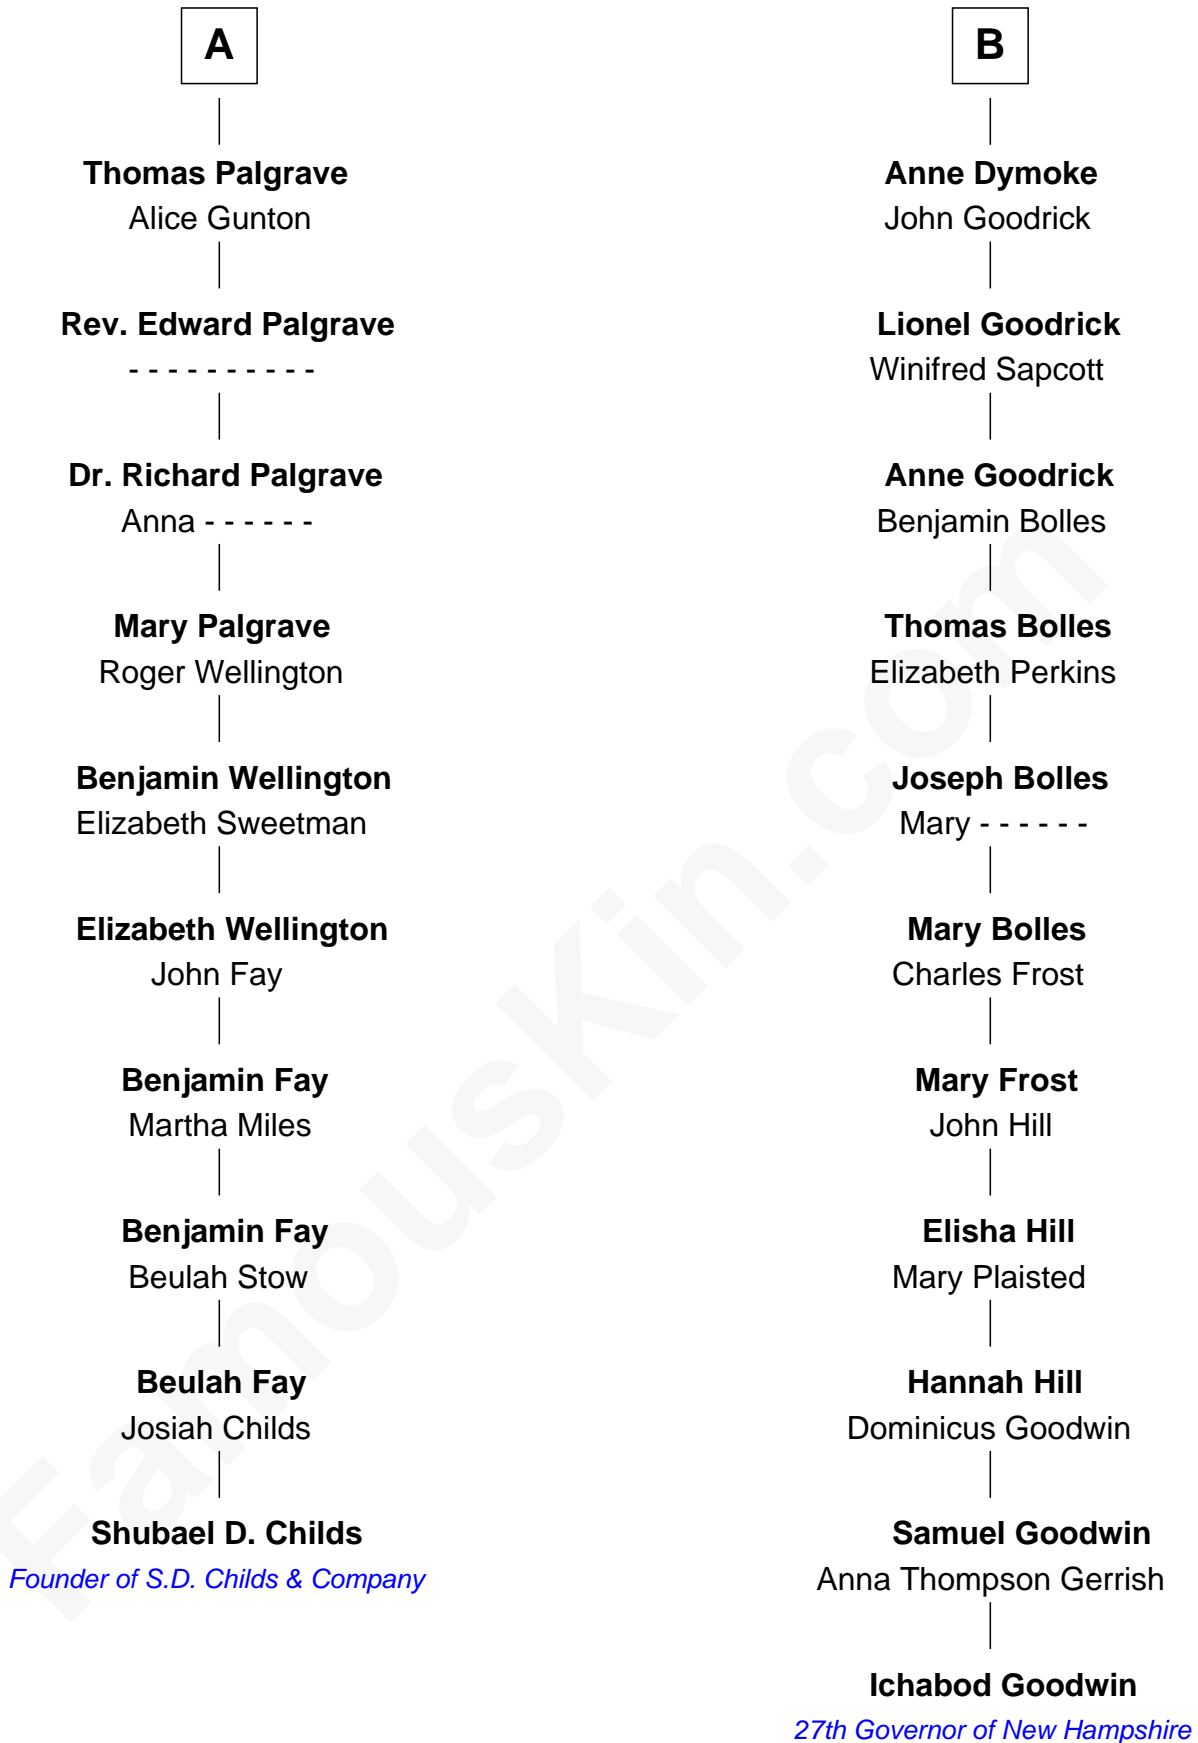 A
Thomas Palgrave
Alice Gunton
Rev. Edward Palgrave
- - - - - - - - - -
Dr. Richard Palgrave
Anna - - - - - -
Mary Palgrave
Roger Wellington
Benjamin Wellington
Elizabeth Sweetman
Elizabeth Wellington
John Fay
Benjamin Fay
Martha Miles
Benjamin Fay
Beulah Stow
Beulah Fay
Josiah Childs
Shubael D. Childs
Founder of S.D. Childs & Company
B
Anne Dymoke
John Goodrick
Lionel Goodrick
Winifred Sapcott
Anne Goodrick
Benjamin Bolles
Thomas Bolles
Elizabeth Perkins
Joseph Bolles
Mary - - - - - -
Mary Bolles
Charles Frost
Mary Frost
John Hill
Elisha Hill
Mary Plaisted
Hannah Hill
Dominicus Goodwin
Samuel Goodwin
Anna Thompson Gerrish
Ichabod Goodwin
27th Governor of New Hampshire
FamousKin.com